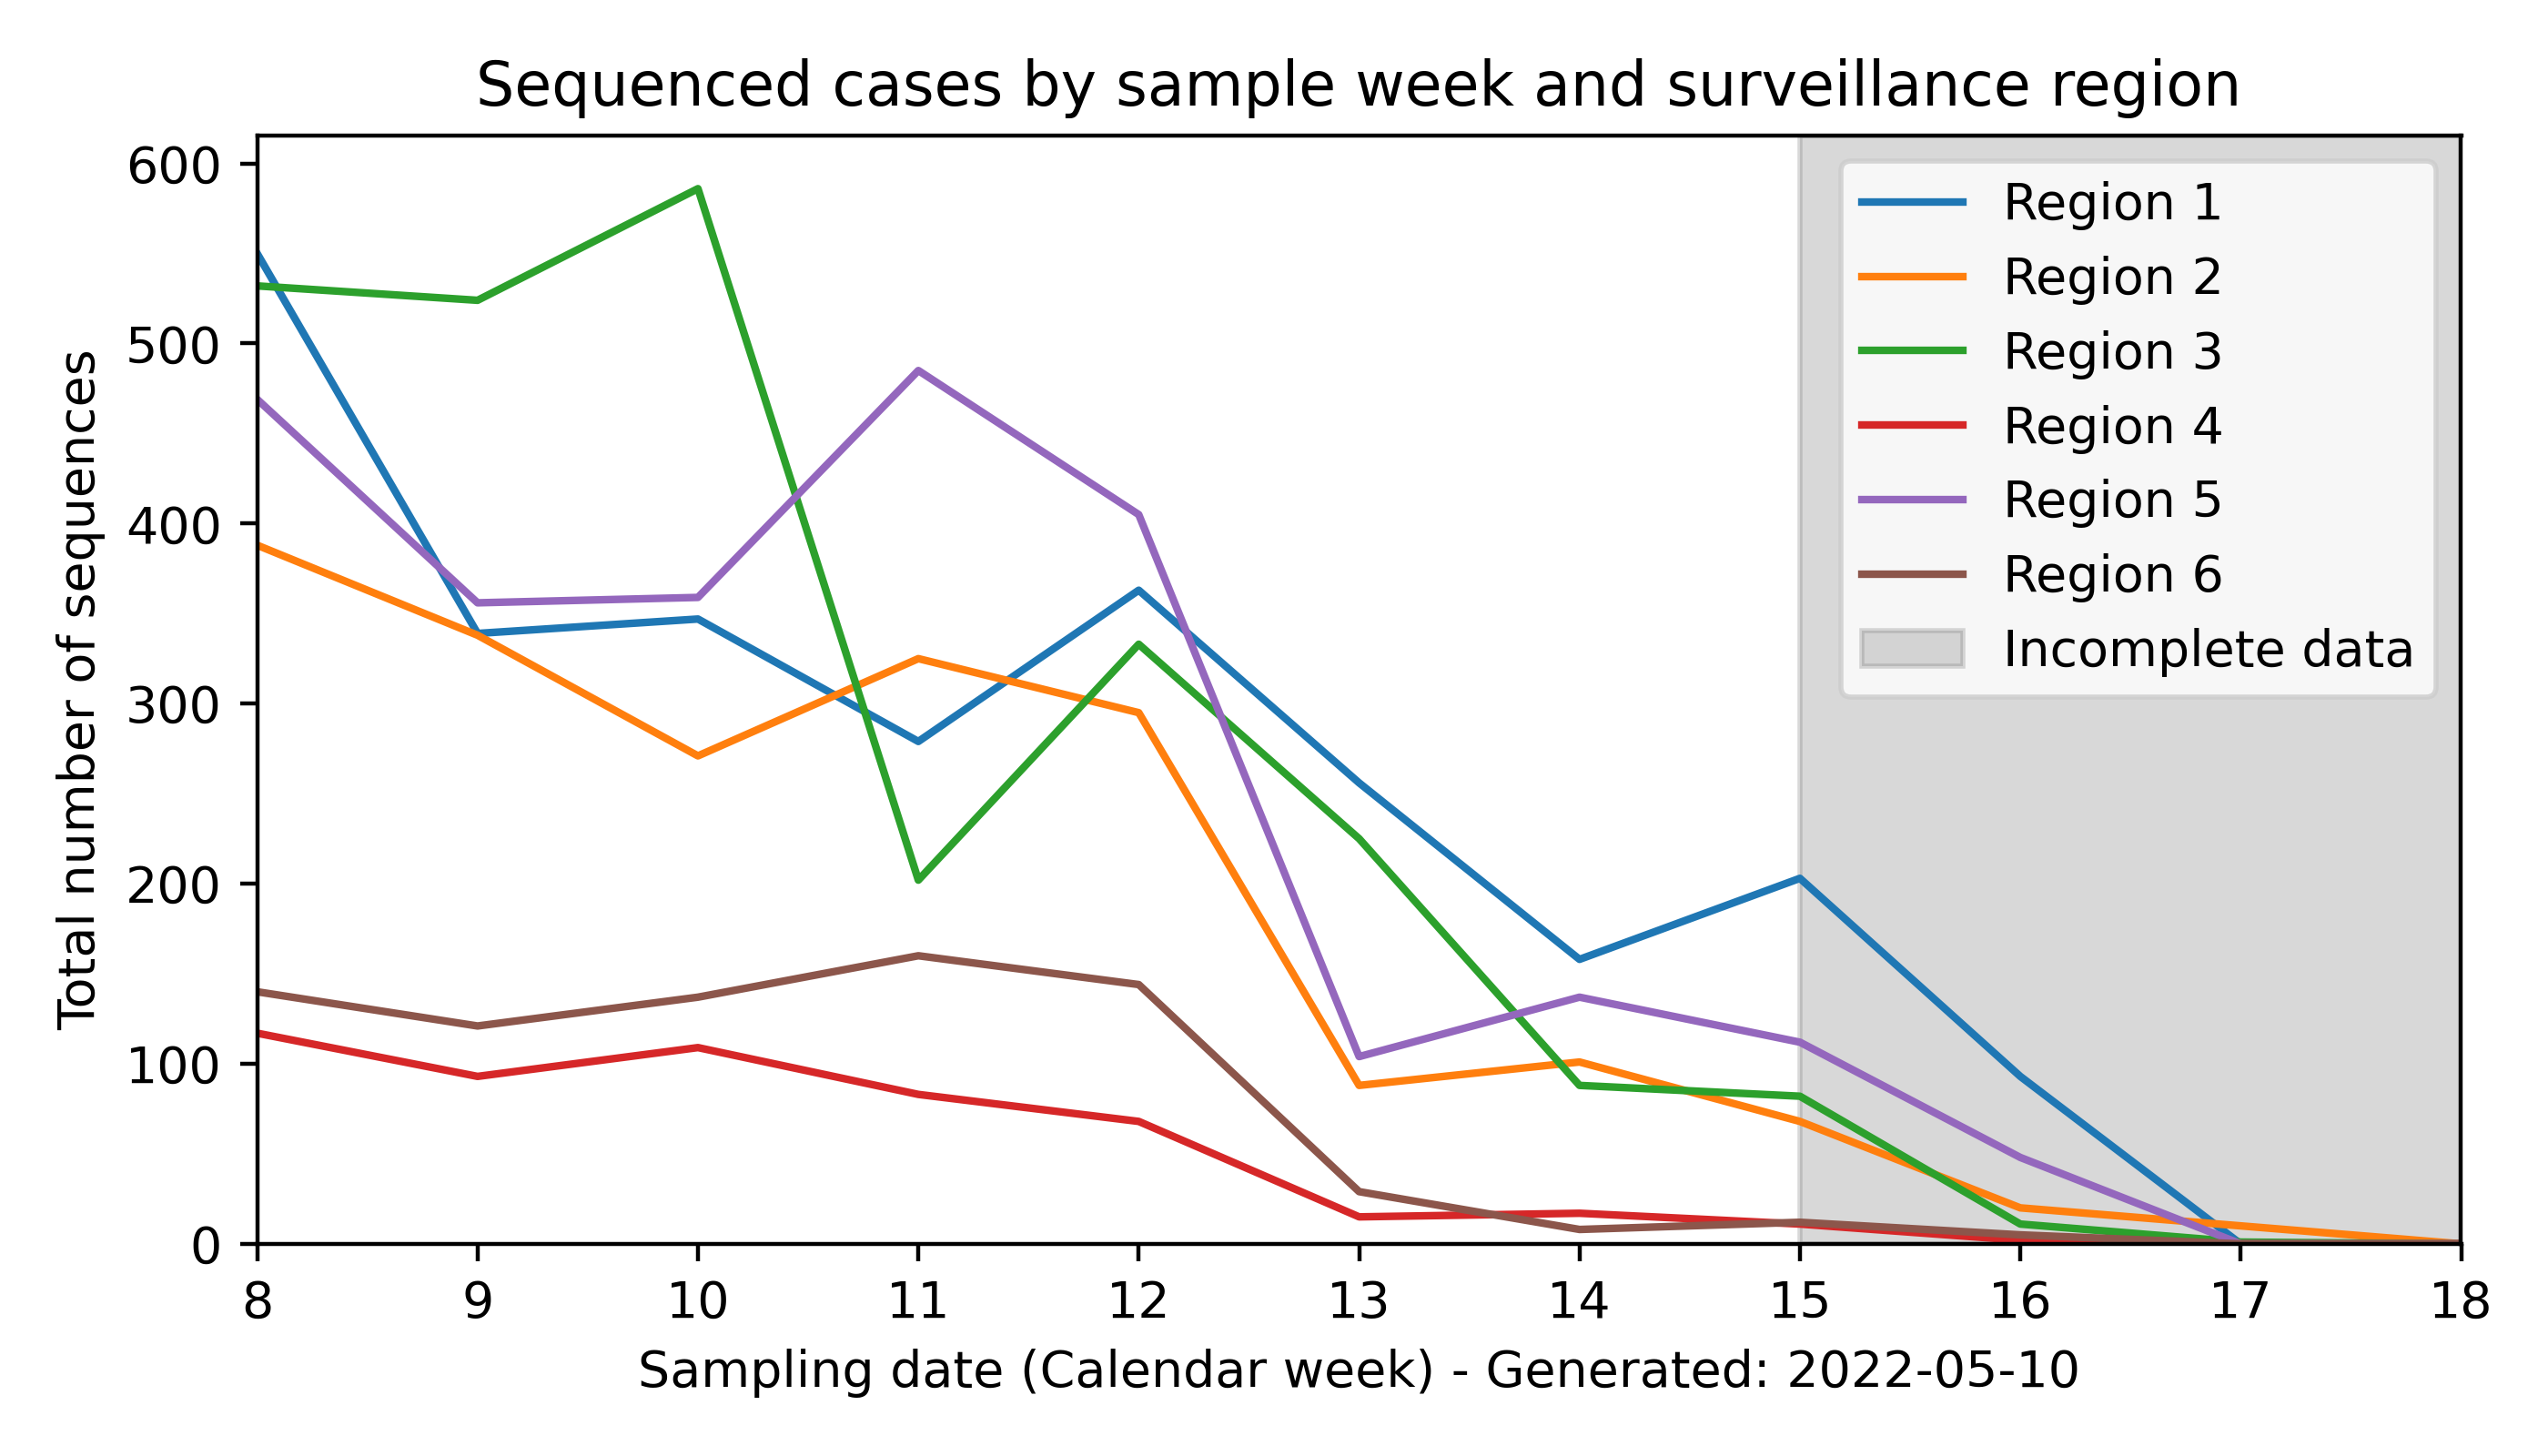 Sequenced cases by sample week and surveillance region
600
500
400
300
200
100
0
Total number of sequences
Region 1
Region 2
Region 3
Region 4
Region 5
Region 6
Incomplete data
8 9 10 11 12 13 14 15 16 17 18
Sampling date (Calendar week) - Generated: 2022-05-10